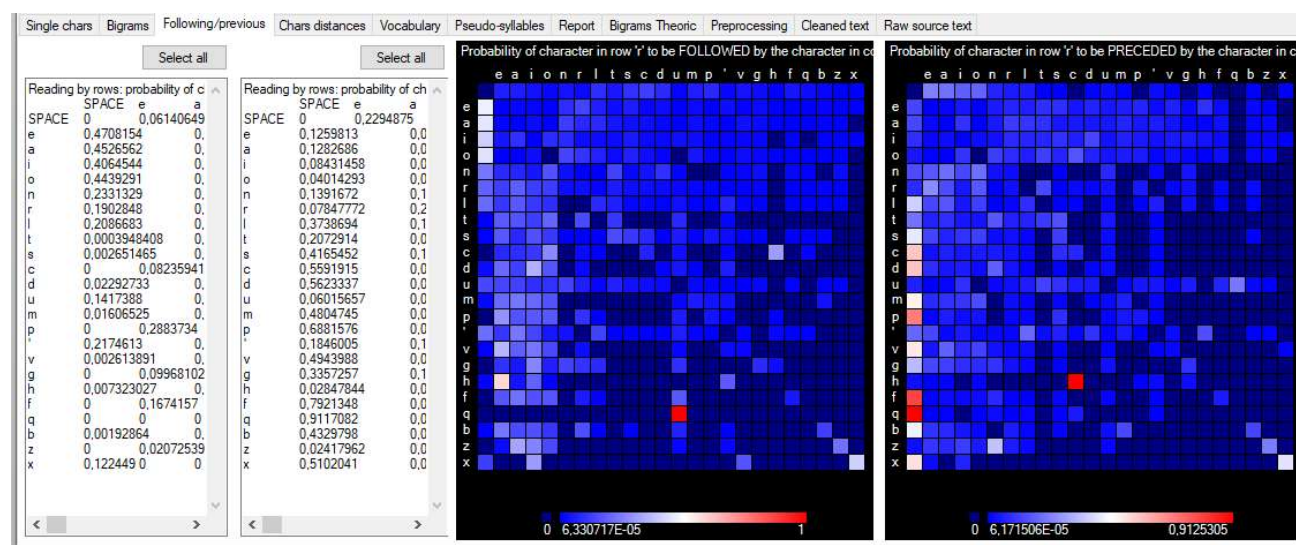 Single chars Bigrams Following/previous Chars distances Vocabulary Pseudo-syllables Report Bigrams Theoric Preprocessing Cleaned text Raw source text
Select all
Reading by rows: probability of c
SPACE e a
SPACE 0 0,06140649
e 0,4708154 0,
a 0,4526562 0,
i 0,4064544 0,
o 0,4439291 0,
n 0,2331329 0,
r 0,1902848 0,
l 0,2086683 0,
t 0,0003948408 0,
s 0,002651465 0,
c 0 0,08235941
d 0,02292733 0,
u 0,1417388 0,
m 0,01606525 0,
p 0 0,2883734
' 0,2174613 0,
v 0,002613891 0,
g 0 0,09968102
h 0,007323027 0,
f 0 0,1674157
q 0 0 0
b 0,00192864 0,
z 0 0,02072539
x 0,122449 0 0
Select all
Reading by rows: probability of ch
SPACE e a
SPACE 0 0,2294875
e 0,1259813 0,0
a 0,1282686 0,0
i 0,08431458 0,0
o 0,04014293 0,0
n 0,1391672 0,1
r 0,07847772 0,2
l 0,3738694 0,1
t 0,2072914 0,0
s 0,4165452 0,1
c 0,5591915 0,0
d 0,5623337 0,0
u 0,06015657 0,0
m 0,4804745 0,0
p 0,6881576 0,0
' 0,1846005 0,1
v 0,4943988 0,0
g 0,3357257 0,1
h 0,02847844 0,0
f 0,7921348 0,0
q 0,9117082 0,0
b 0,4329798 0,0
z 0,02417962 0,0
x 0,5102041 0,0
Probability of character in row 'r' to be FOLLOWED by the character in co
e a i o n r l t s c d u m p ' v g h f q b z x
e
a
i
o
n
r
l
t
s
c
d
u
m
p
'
v
g
h
f
q
b
z
x
0 6,330717E-05 1
Probability of character in row 'r' to be PRECEDED by the character in c
e a i o n r l t s c d u m p ' v g h f q b z x
e
a
i
o
n
r
l
t
s
c
d
u
m
p
'
v
g
h
f
q
b
z
x
0 6,171506E-05 0,9125305